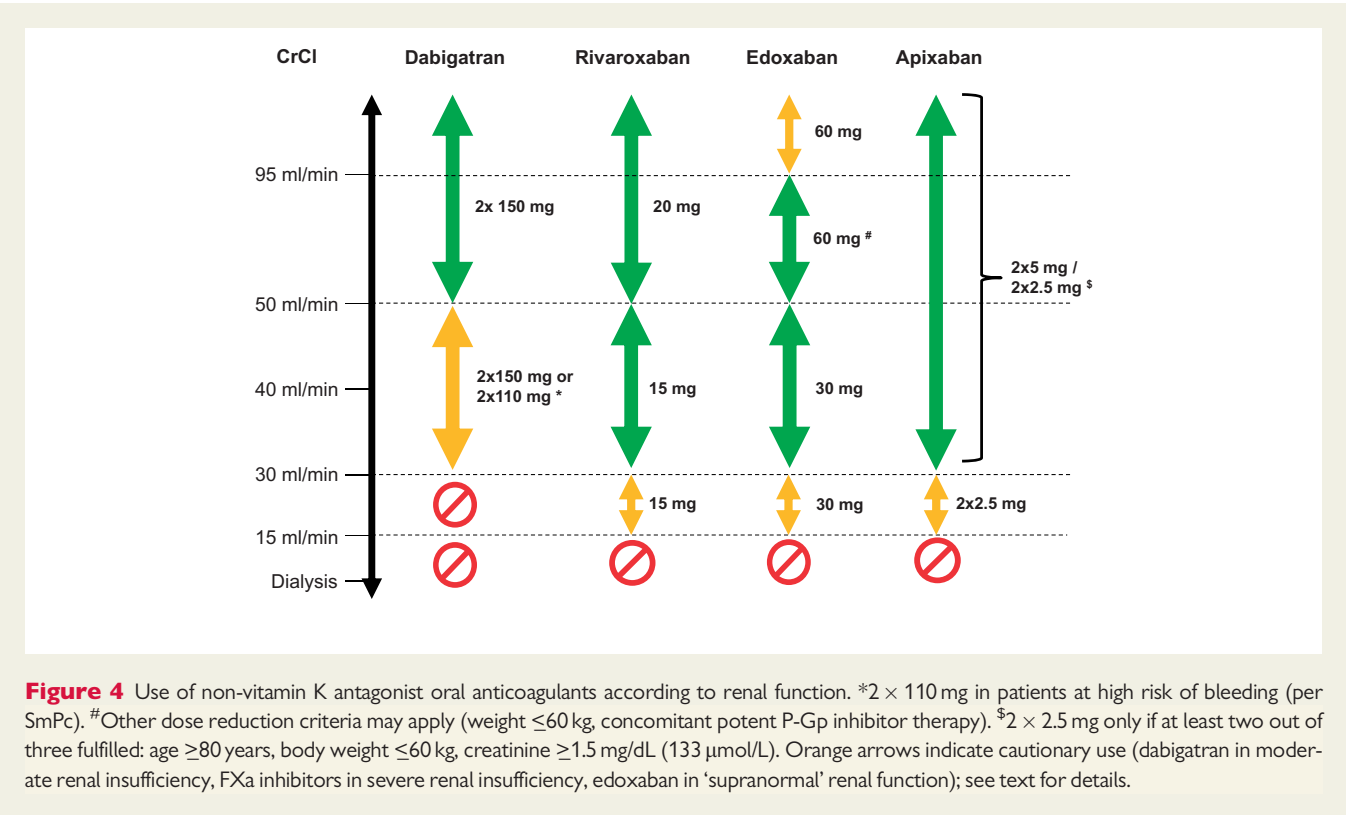 CrCl Dabigatran Rivaroxaban Edoxaban Apixaban
60 mg
95 ml/min
2x 150 mg 20 mg
60 mg #
2x5 mg /
2x2.5 mg $
50 ml/min
2x150 mg or
2x110 mg *
40 ml/min 15 mg 30 mg
30 ml/min
15 mg 30 mg 2x2.5 mg
15 ml/min
Dialysis
Figure 4 Use of non-vitamin K antagonist oral anticoagulants according to renal function. *2 × 110 mg in patients at high risk of bleeding (per
SmPc). #Other dose reduction criteria may apply (weight ≤60 kg, concomitant potent P-Gp inhibitor therapy). $2 × 2.5 mg only if at least two out of
three fulfilled: age ≥80 years, body weight ≤60 kg, creatinine ≥1.5 mg/dL (133 μmol/L). Orange arrows indicate cautionary use (dabigatran in moder-
ate renal insufficiency, FXa inhibitors in severe renal insufficiency, edoxaban in ‘supranormal’ renal function); see text for details.